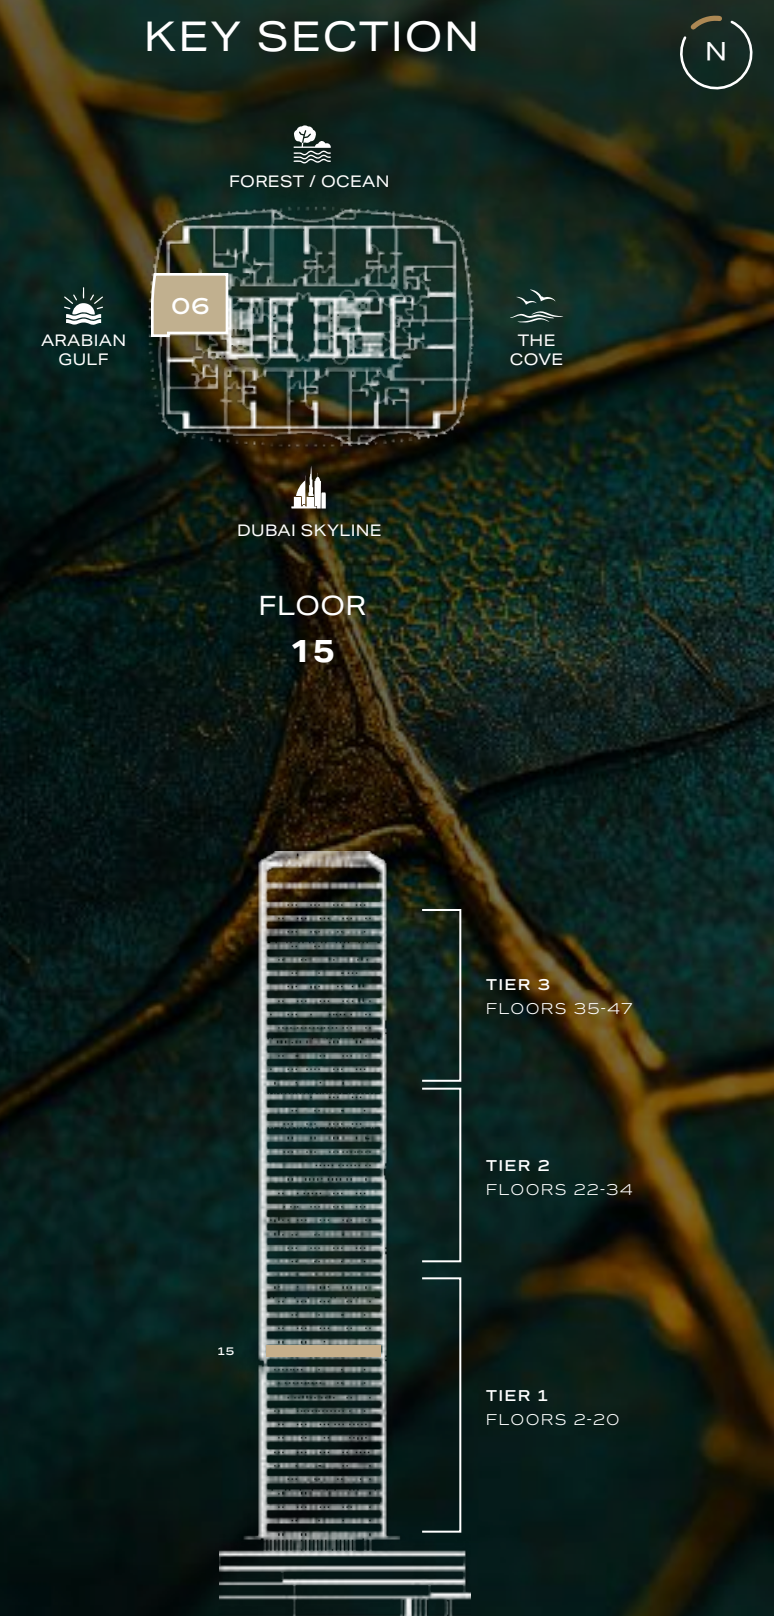 KEY SECTION
N
FOREST / OCEAN
06
ARABIAN
GULF
THE
COVE
DUBAI SKYLINE
FLOOR
15
TIER 3
FLOORS 35-47
TIER 2
FLOORS 22-34
15
TIER 1
FLOORS 2-20